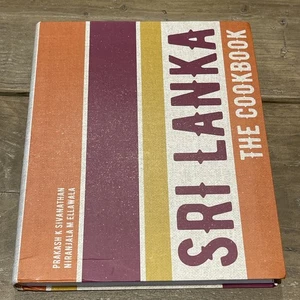 SRI LANKA
THE COOKBOOK
PRAKASH K SIVANATHAN
NIRANJALA M ELLAWALA